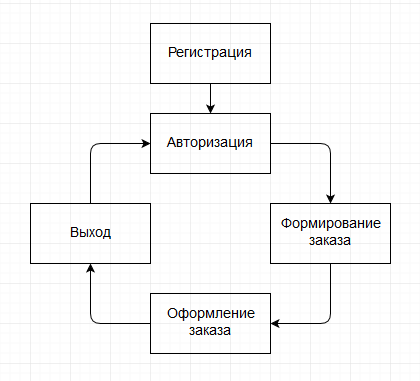 Регистрация
Авторизация
Выход
Формирование
заказа
Оформление
заказа